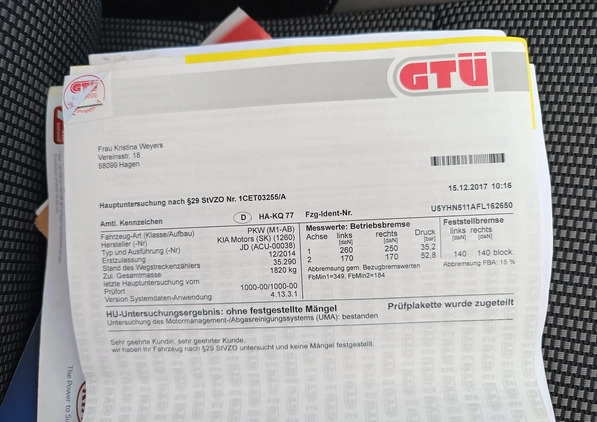 GTÜ
GTÜ
Frau Kristina Weyers
Vereinsstr. 18
58099 Hagen
15.12.2017 10:16
Hauptuntersuchung nach §29 StVZO Nr. 1CET03255/A
Amtl. Kennzeichen D HA-KQ 77 Fzg-Ident-Nr. U5YHN511AFL162650
Fahrzeug-Art (Klasse/Aufbau) PKW (M1-AB)
Hersteller (-Nr) KIA Motors (SK) (1260)
Typ und Ausführung (-Nr) JD (ACU-00038)
Erstzulassung 12/2014
Stand des Wegstreckenzählers 35.290
Zul. Gesamtmasse 1820 kg
letzte Hauptuntersuchung vom
Prüfort 1000-00/1000-00
Version Systemdaten-Anwendung 4.13.3.1
Messwerte: Betriebsbremse Feststellbremse
Achse links rechts Druck links rechts
[daN] [daN] [bar] [daN] [daN]
1 260 250 35,2
2 170 170 52,8 140 140 block.
Abbremsung gem. Bezugbremswerten Abbremsung FBA: 15 %
FbMin1=349, FbMin2=184
HU-Untersuchungsergebnis: ohne festgestellte Mängel Prüfplakette wurde zugeteilt
Untersuchung des Motormanagement-/Abgasreinigungssystems (UMA): bestanden
Sehr geehrte Kundin, sehr geehrter Kunde,
wir haben Ihr Fahrzeug nach §29 StVZO untersucht und keine Mängel festgestellt.
The Power to